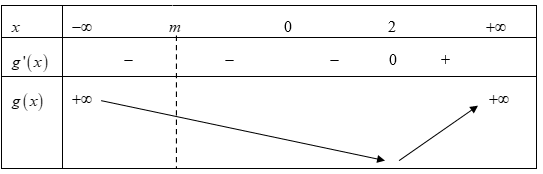 x −∞ m 0 2 +∞
g'(x) − − − 0 +
g(x) +∞ +∞